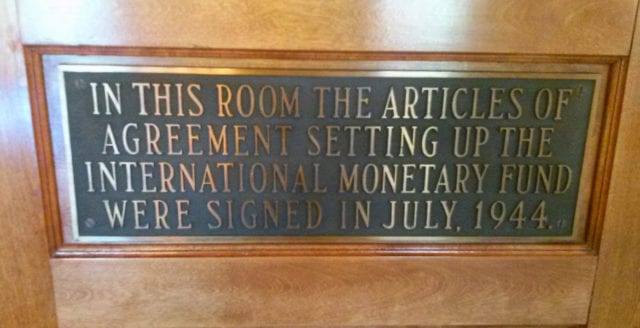 IN THIS ROOM THE ARTICLES OF
AGREEMENT SETTING UP THE
INTERNATIONAL MONETARY FUND
WERE SIGNED IN JULY, 1944.